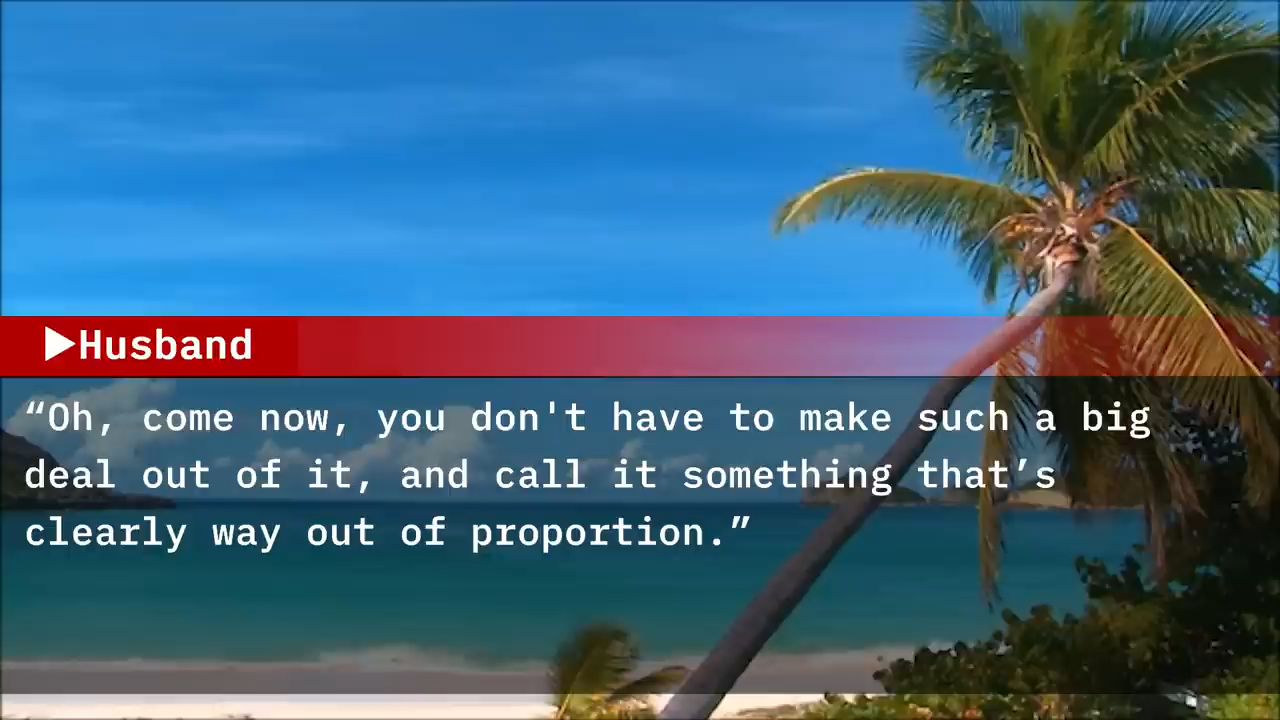 ▶Husband
“Oh, come now, you don't have to make such a big
deal out of it, and call it something that’s
clearly way out of proportion.”